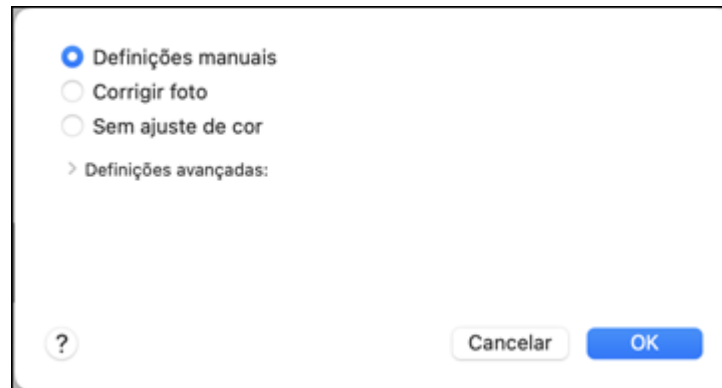 Definições manuais
Corrigir foto
Sem ajuste de cor
> Definições avançadas:
? Cancelar OK